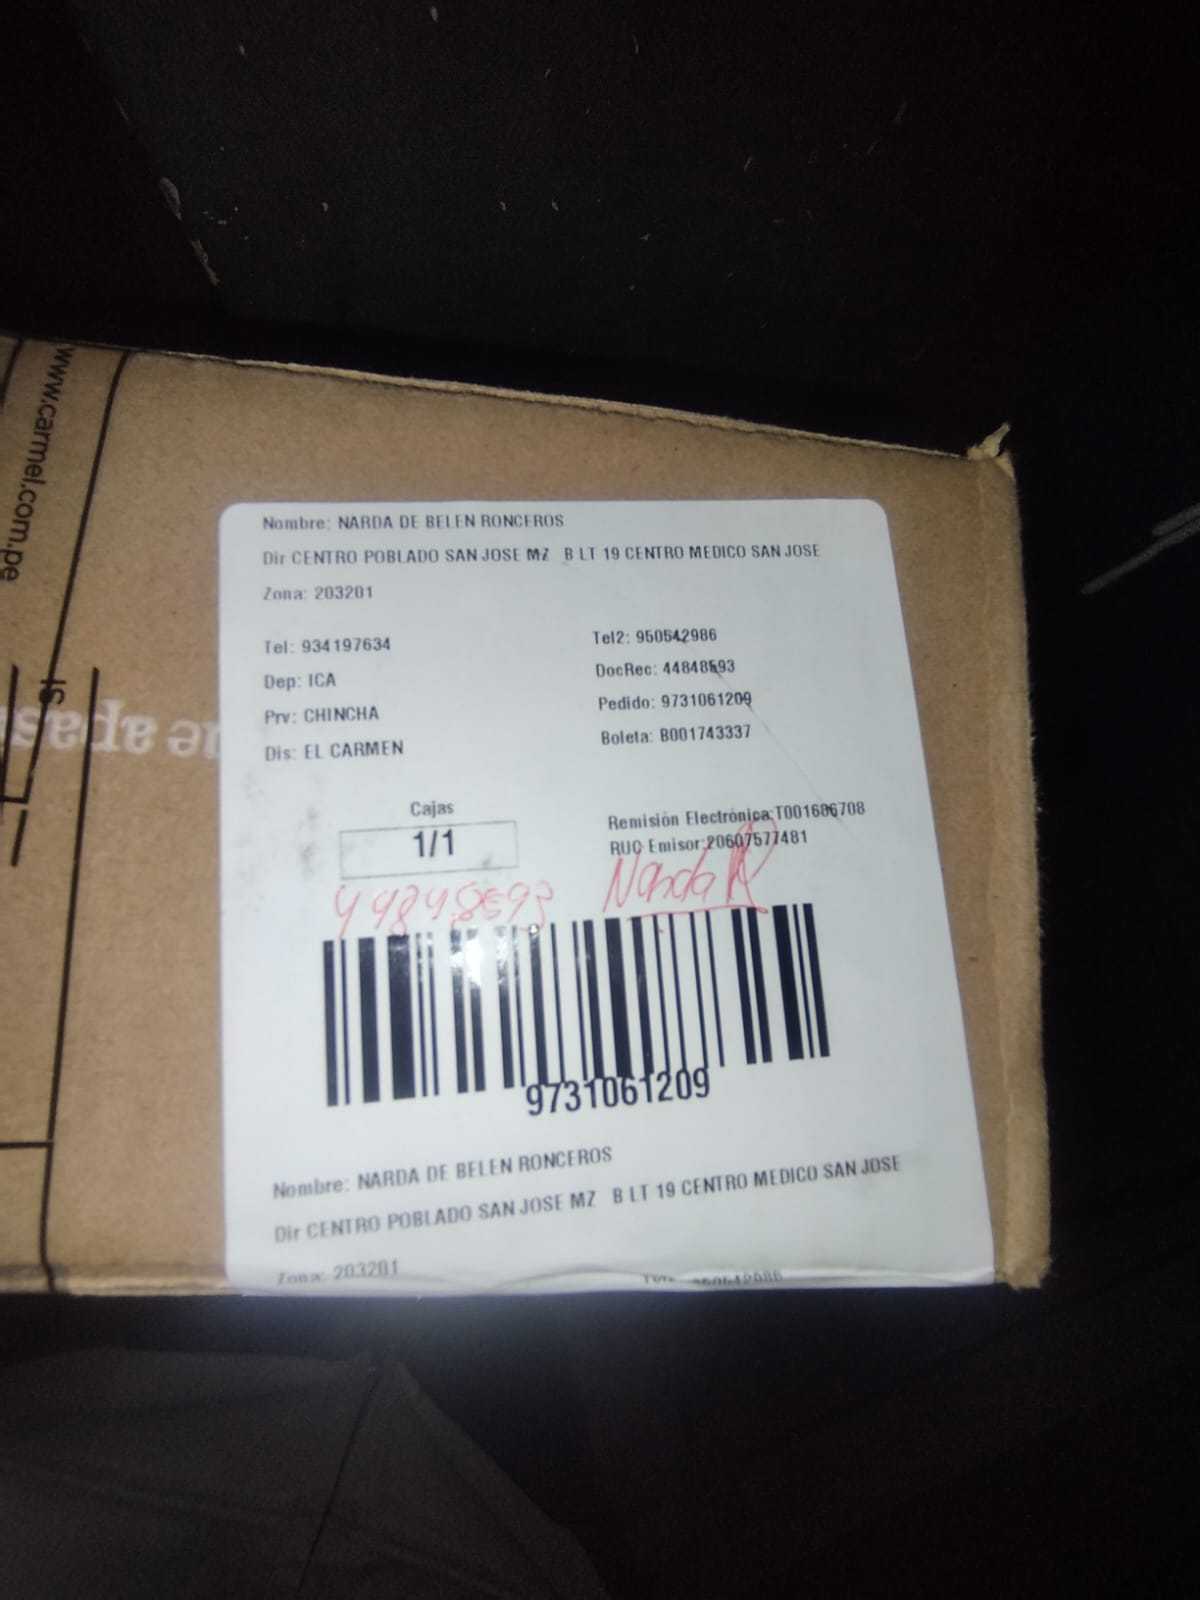 www.carmel.com.pe
Nombre: NARDA DE BELEN RONCEROS
Dir CENTRO POBLADO SAN JOSE MZ B LT 19 CENTRO MEDICO SAN JOSE
Zona: 203201
Tel: 934197634
Tel2: 950542986
Dep: ICA
DocRec: 44848593
Prv: CHINCHA
Pedido: 9731061209
Dis: EL CARMEN
Boleta: B001743337
Cajas
1/1
Remisión Electrónica:T001686708
RUC Emisor:20607577481
44848593
Narda R
9731061209
Nombre: NARDA DE BELEN RONCEROS
Dir CENTRO POBLADO SAN JOSE MZ B LT 19 CENTRO MEDICO SAN JOSE
Zona: 203201